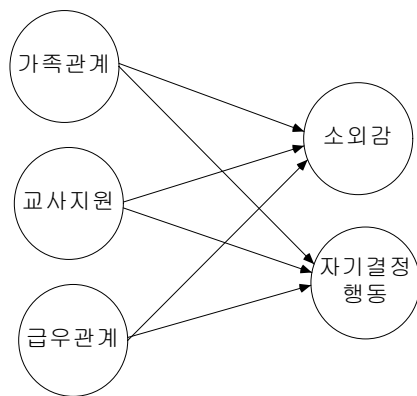 가족관계
교사지원
급우관계
소외감
자기결정
행동